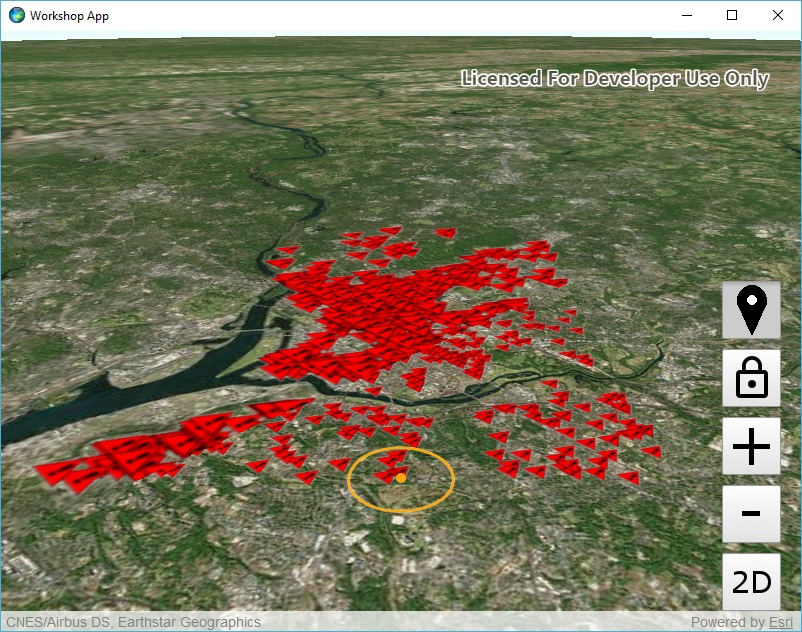 Workshop App
Licensed For Developer Use Only
+
-
2D
CNES/Airbus DS, Earthstar Geographics
Powered by Esri